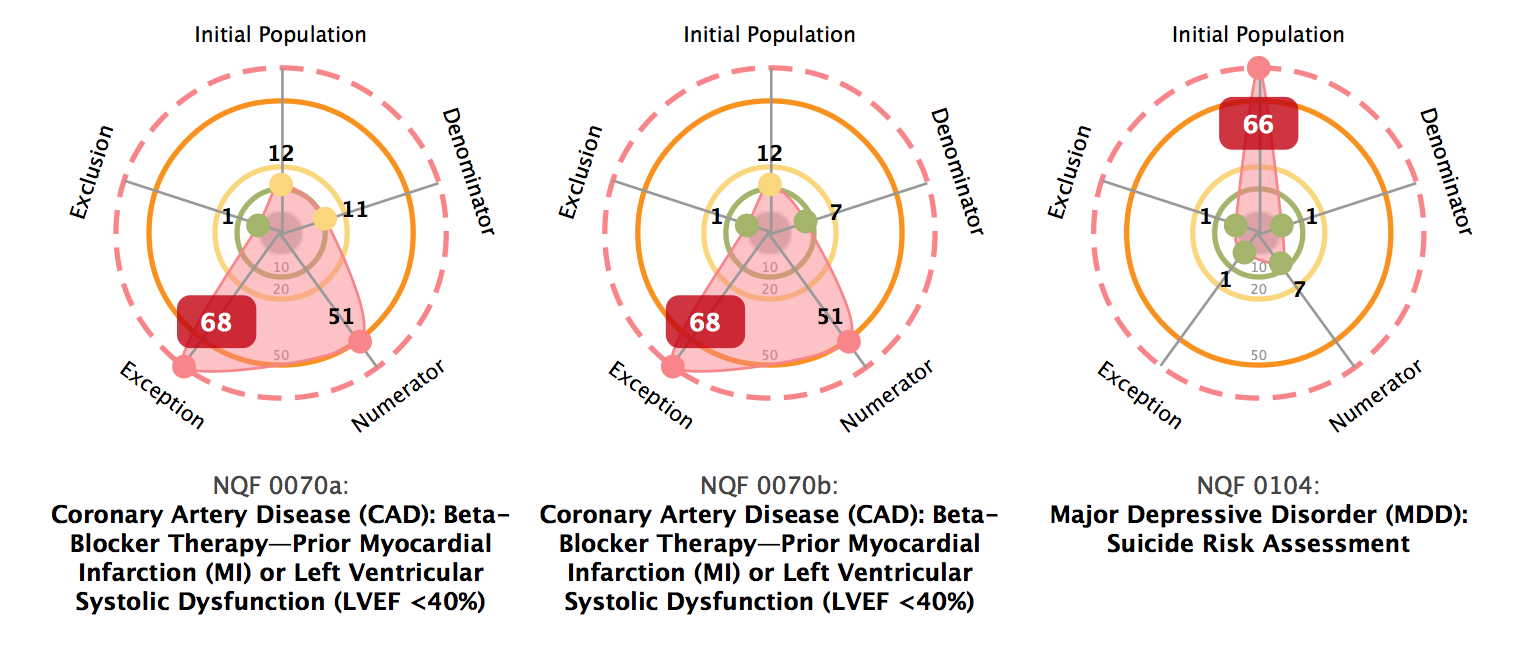 Initial Population
Denominator
Exclusion
12
11
1
10
20
68
51
50
Exception
Numerator
NQF 0070a:
Coronary Artery Disease (CAD): Beta-
Blocker Therapy—Prior Myocardial
Infarction (MI) or Left Ventricular
Systolic Dysfunction (LVEF <40%)
Initial Population
Denominator
Exclusion
12
7
1
10
20
68
51
50
Exception
Numerator
NQF 0070b:
Coronary Artery Disease (CAD): Beta-
Blocker Therapy—Prior Myocardial
Infarction (MI) or Left Ventricular
Systolic Dysfunction (LVEF <40%)
Initial Population
66
Denominator
Exclusion
1
1
10
1
20
7
50
Exception
Numerator
NQF 0104:
Major Depressive Disorder (MDD):
Suicide Risk Assessment